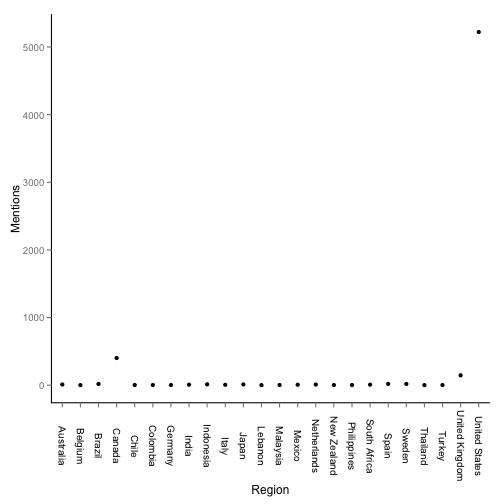 5000
4000
3000
2000
1000
0
Mentions
Australia
Belgium
Brazil
Canada
Chile
Colombia
Germany
India
Indonesia
Italy
Japan
Lebanon
Malaysia
Mexico
Netherlands
New Zealand
Philippines
South Africa
Spain
Sweden
Thailand
Turkey
United Kingdom
United States
Region